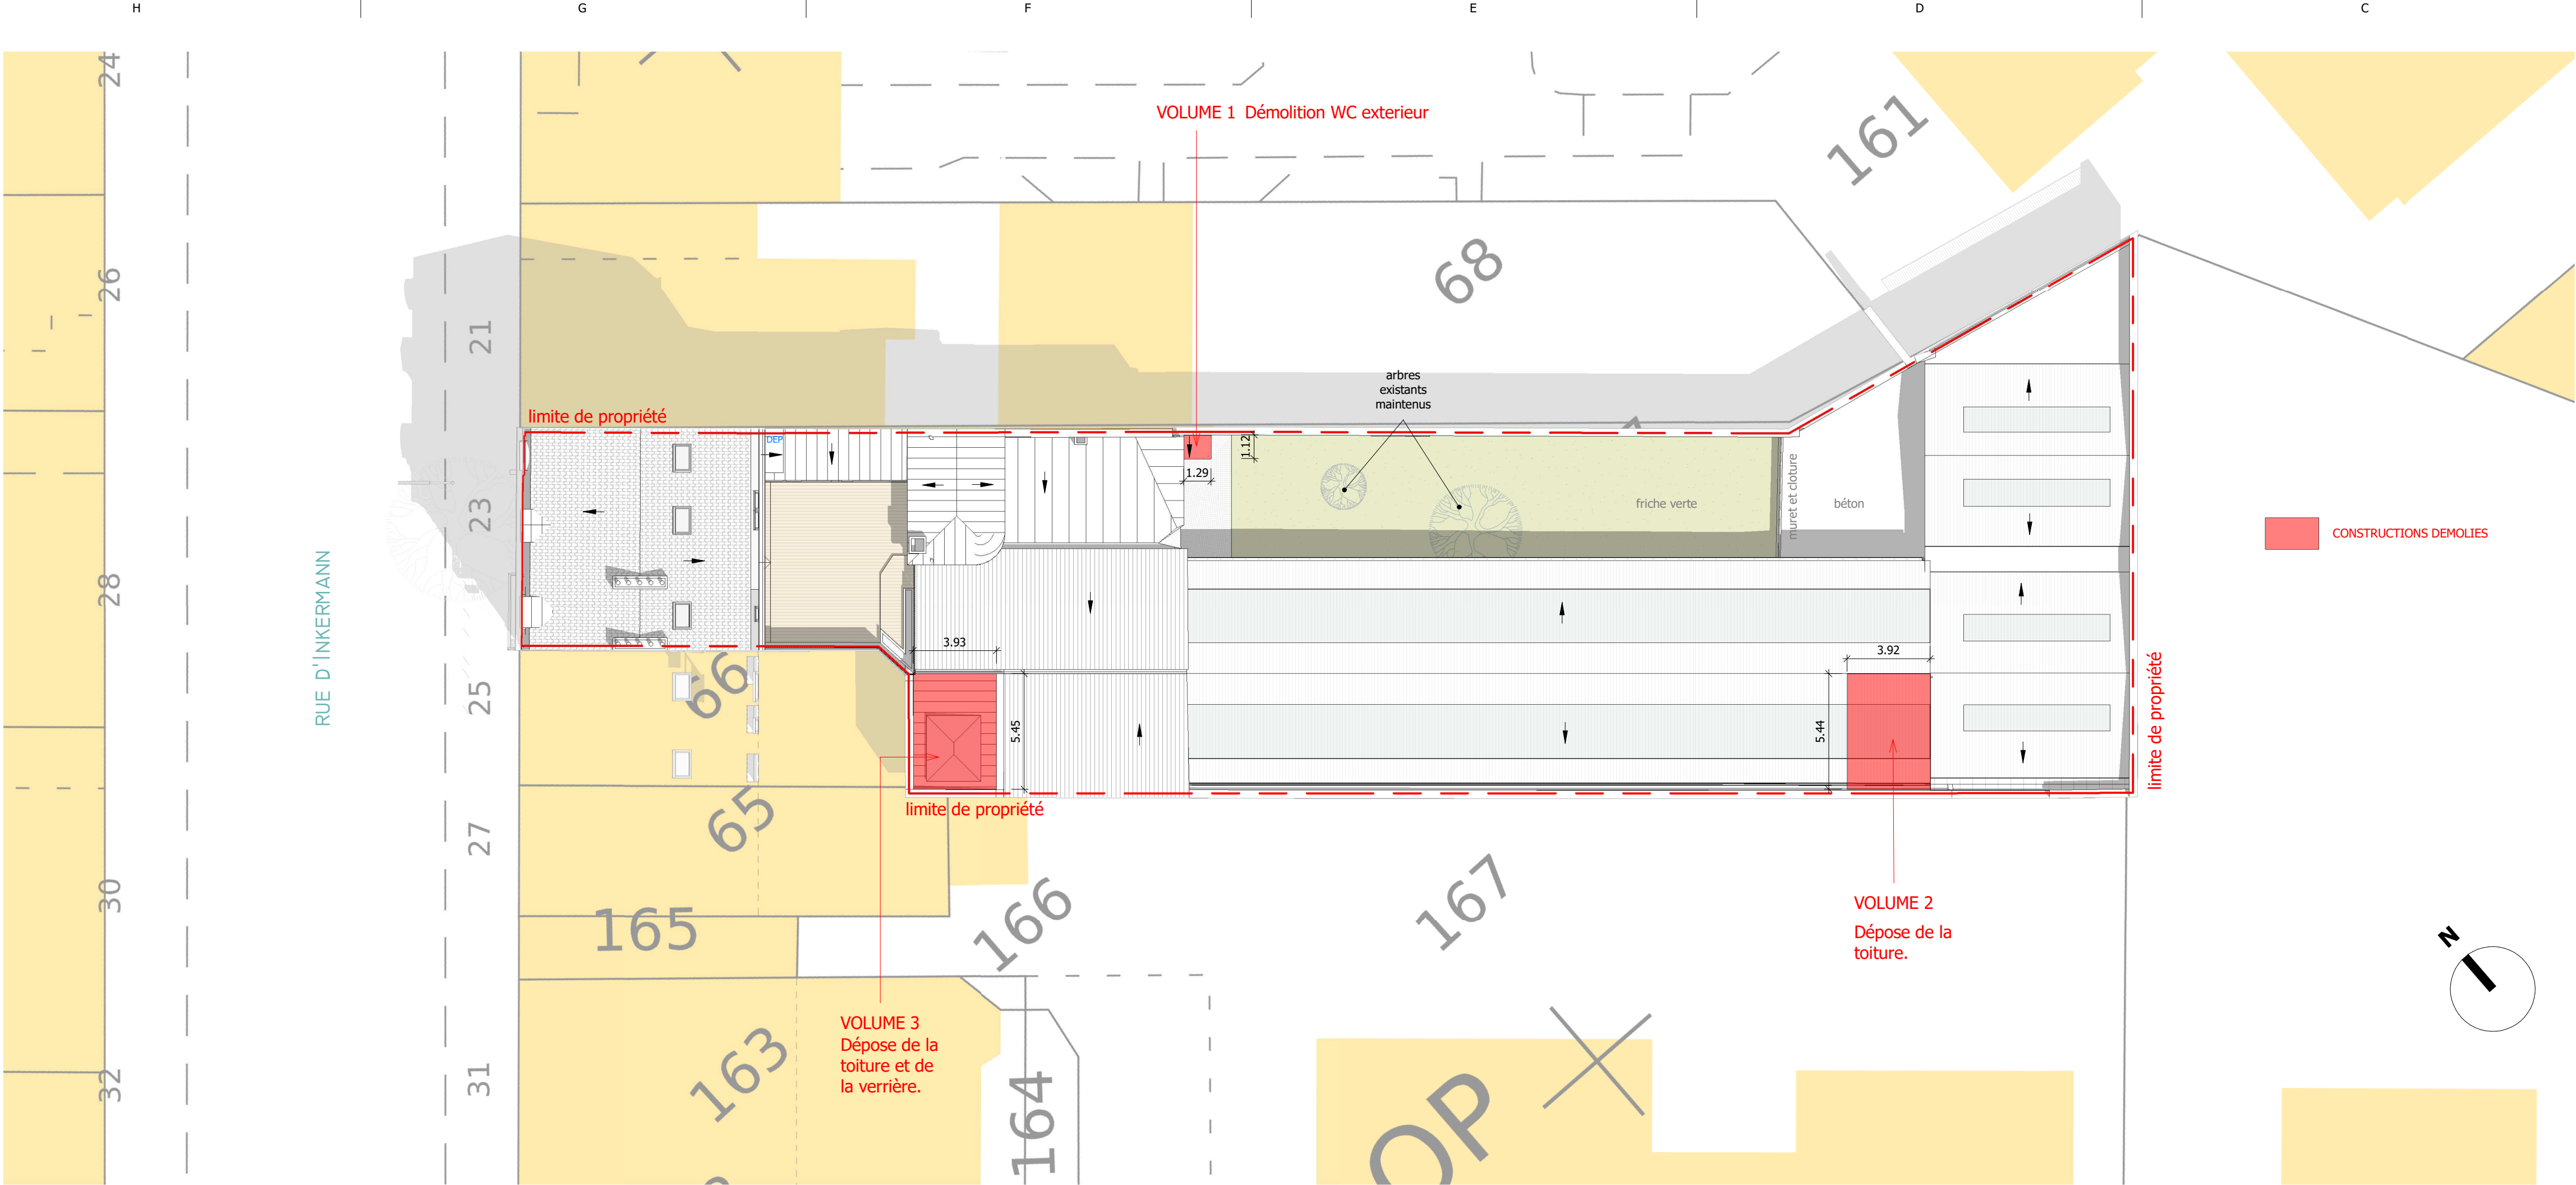 H
G
F
E
D
C
24
26
28
30
32
RUE D'INKERMANN
21
23
25
27
31
VOLUME 1 Démolition WC exterieur
161
68
limite de propriété
DEP
arbres
existants
maintenus
1.12
1.29
friche verte
muret et cloture
béton
CONSTRUCTIONS DEMOLIES
3.93
3.92
5.45
5.44
66
65
limite de propriété
limite de propriété
165
166
167
163
164
VOLUME 2
Dépose de la
toiture.
VOLUME 3
Dépose de la
toiture et de
la verrière.
OP
N